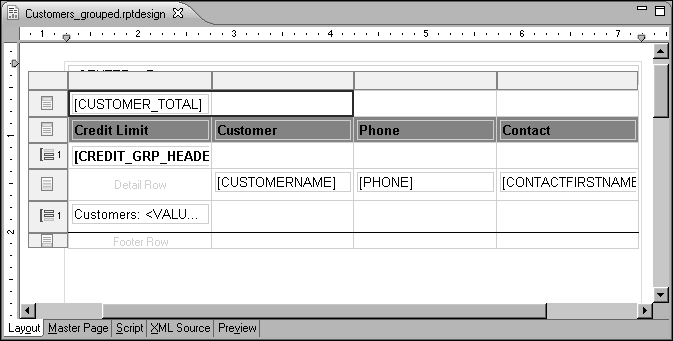 Customers_grouped.rptdesign
1 2 3 4 5 6 7
[CUSTOMER_TOTAL]
1
Credit Limit Customer Phone Contact
1 [CREDIT_GRP_HEADE
Detail Row [CUSTOMERNAME] [PHONE] [CONTACTFIRSTNAME
1 Customers: <VALU...
2
Footer Row
Layout Master Page Script XML Source Preview